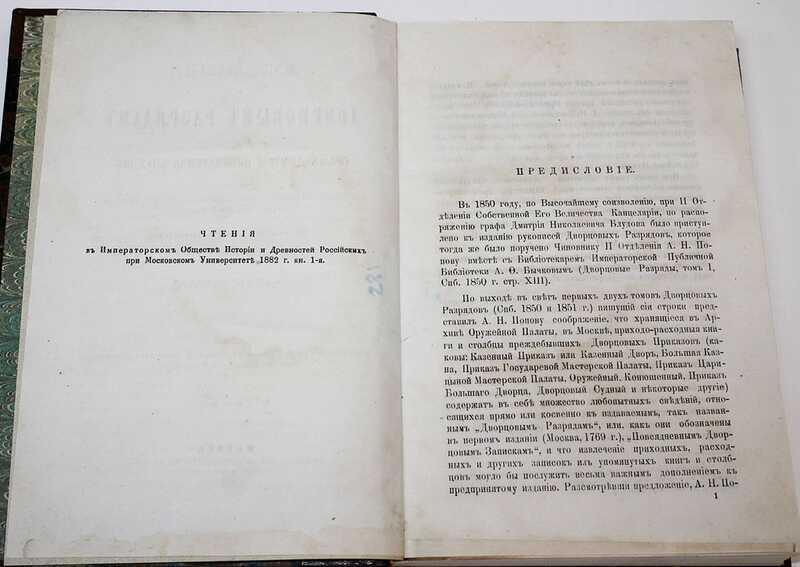 ЧТЕНІЯ
въ Императорскомъ Обществѣ Исторіи и Древностей Россійскихъ
при Московскомъ Университетѣ 1882 г. кн. 1-я.
182
ПРЕДИСЛОВІЕ.
Въ 1850 году, по Высочайшему соизволенію, при II От-
дѣленіи Собственной Его Величества Канцеляріи, по распо-
ряженію графа Дмитрія Николаевича Блудова было приступ-
лено къ изданію рукописей Дворцовыхъ Разрядовъ, которое
тогда же было поручено Чиновнику II Отдѣленія А. Н. По-
пову вмѣстѣ съ Библіотекаремъ Императорской Публичной
Библіотеки А. Ѳ. Бычковымъ (Дворцовые Разряды, томъ 1,
Спб. 1850 г. стр. XIII).
По выходѣ въ свѣтъ первыхъ двухъ томовъ Дворцовыхъ
Разрядовъ (Спб. 1850 и 1851 г.) пишущій сіи строки пред-
ставилъ А. Н. Попову соображеніе, что хранящіеся въ Ар-
хивѣ Оружейной Палаты, въ Москвѣ, приходо-расходныя кни-
ги и столбцы преждебывшихъ Дворцовыхъ Приказовъ (ка-
ковы: Казенный Приказъ или Казенный Дворъ, Большая Каз-
на, Приказъ Государевой Мастерской Палаты, Приказъ Цари-
цыной Мастерской Палаты, Оружейный, Конюшенный, Приказъ
Большаго Дворца, Дворцовый Судный и нѣкоторые другіе)
содержатъ въ себѣ множество любопытныхъ свѣдѣній, отно-
сящихся прямо или косвенно къ издаваемымъ, такъ назван-
нымъ „Дворцовымъ Разрядамъ“, или, какъ они обозначены
въ первомъ изданіи (Москва, 1769 г.), „Повседневнымъ Двор-
цовымъ Запискамъ“, и что извлеченіе приходныхъ, расход-
ныхъ и другихъ записокъ изъ упомянутыхъ книгъ и столб-
цовъ могло бы послужить весьма важнымъ дополненіемъ къ
предпринятому изданію. Разсмотрѣвши предложеніе, А. Н. По-
1